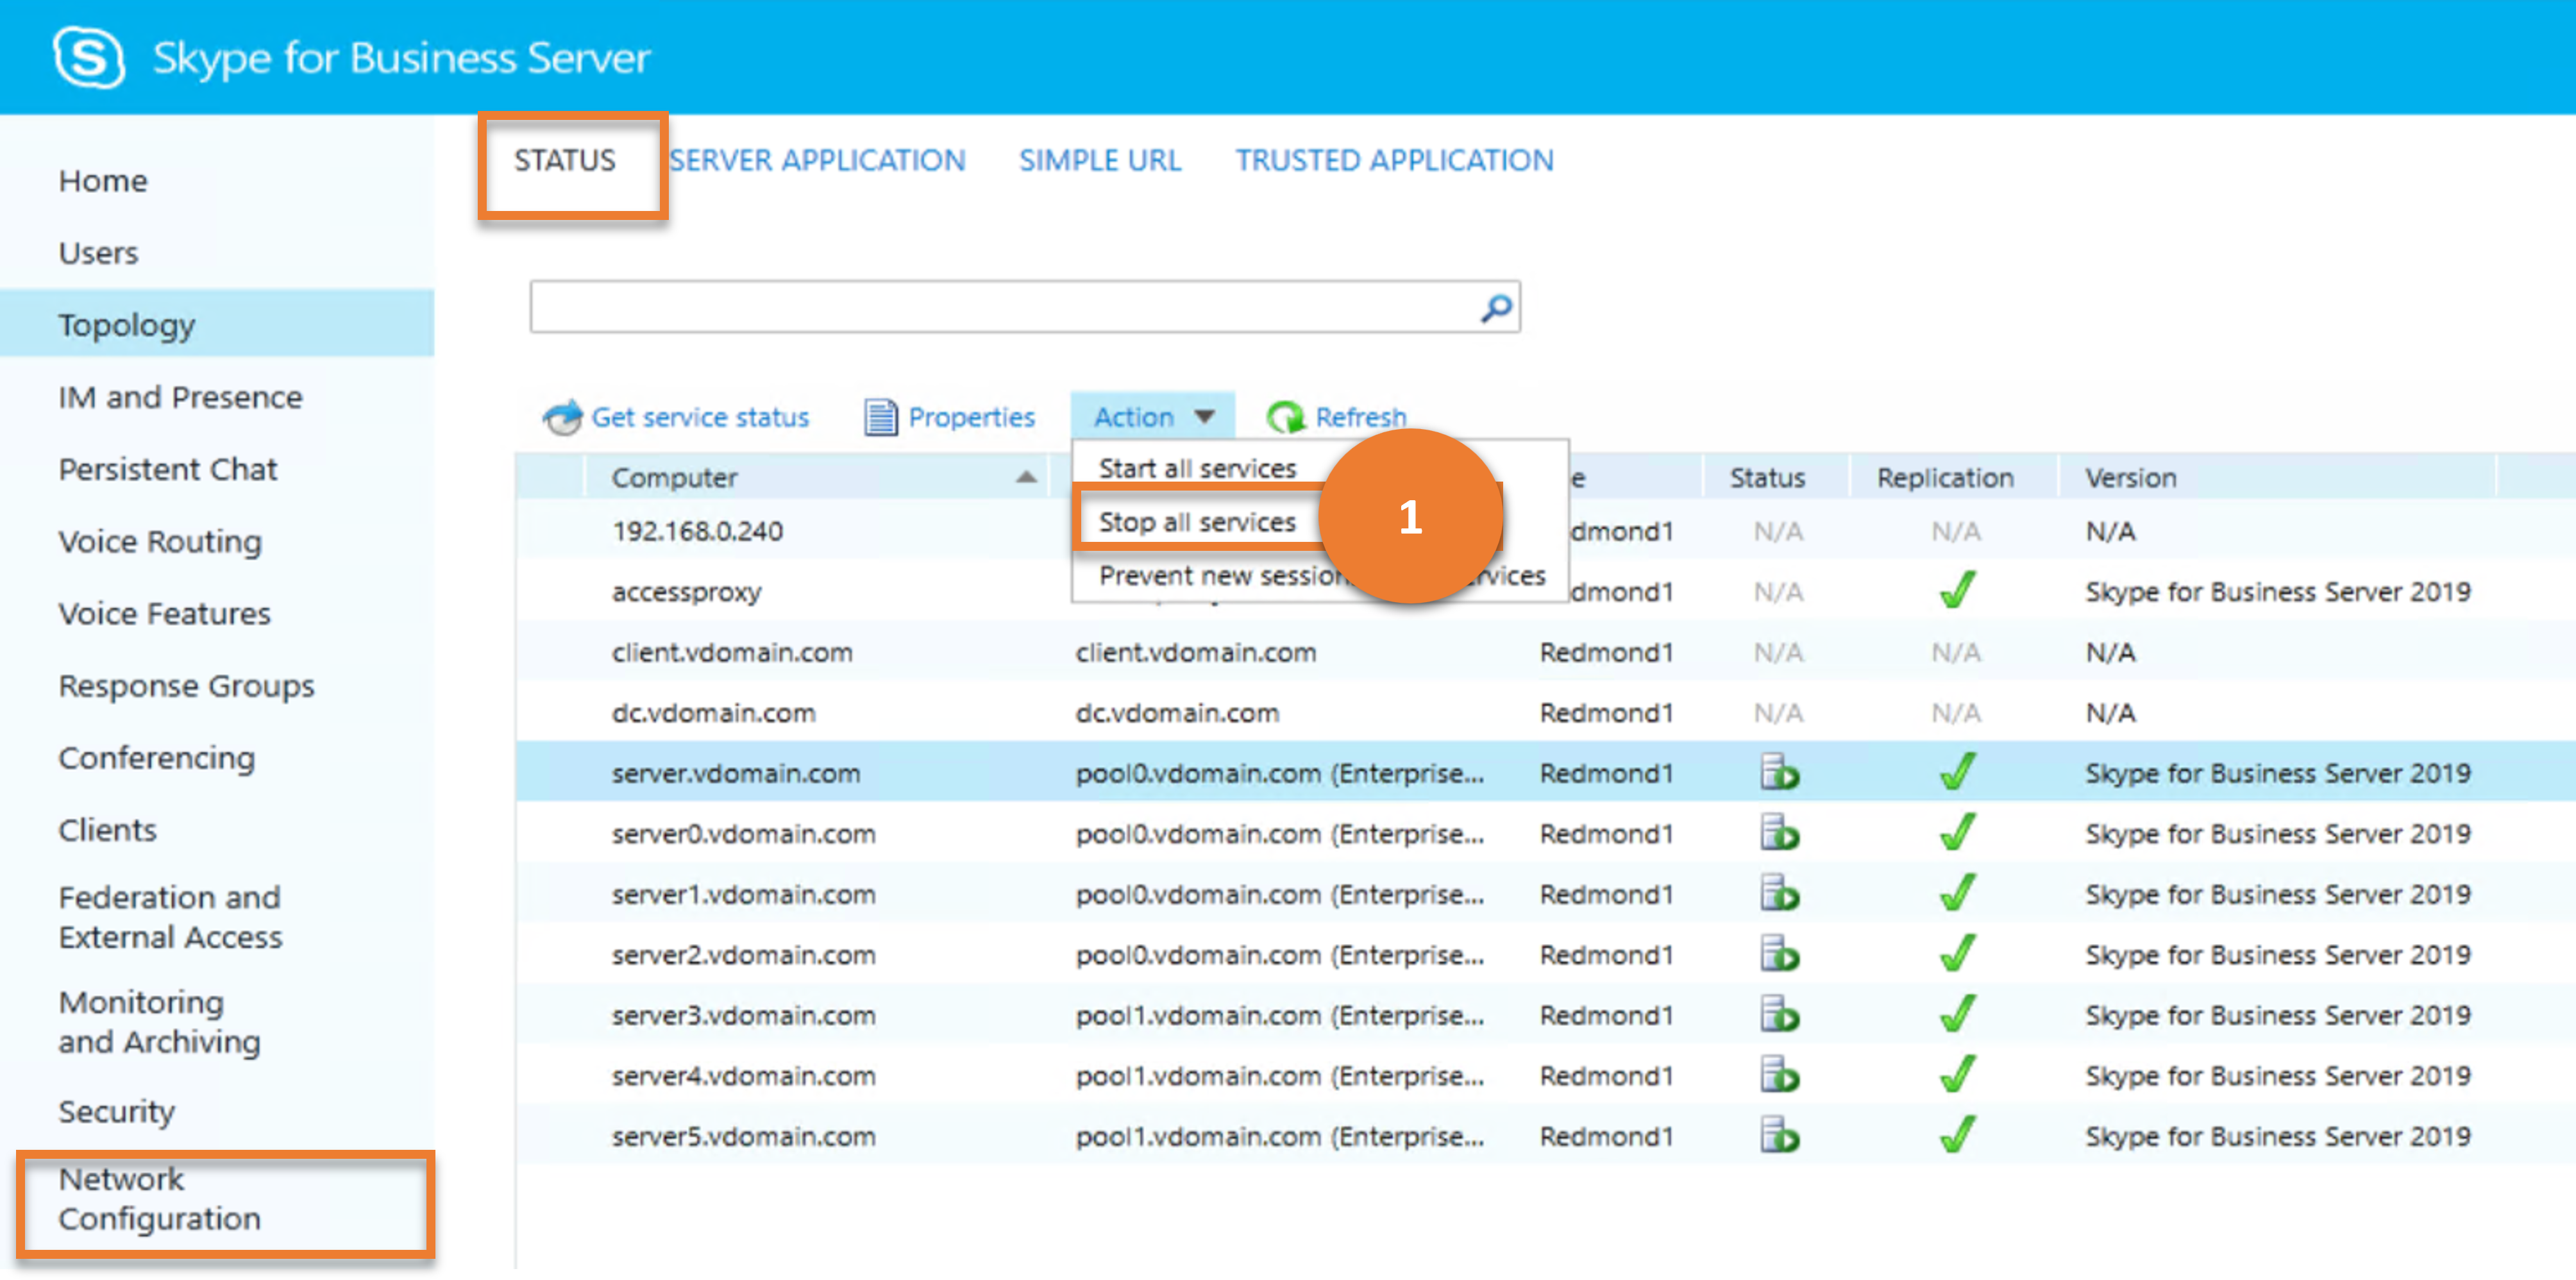 Skype for Business Server
STATUS SERVER APPLICATION SIMPLE URL TRUSTED APPLICATION
Home
Users
Topology
IM and Presence
Persistent Chat
Voice Routing
Voice Features
Response Groups
Conferencing
Clients
Federation and
External Access
Monitoring
and Archiving
Security
Network
Configuration
Get service status Properties Action Refresh
Start all services
Stop all services
1
Prevent new
Computer Status Replication Version
192.168.0.240 N/A N/A N/A
accessproxy N/A Skype for Business Server 2019
client.vdomain.com client.vdomain.com Redmond1 N/A N/A N/A
dc.vdomain.com dc.vdomain.com Redmond1 N/A N/A N/A
server.vdomain.com pool0.vdomain.com (Enterprise... Redmond1 Skype for Business Server 2019
server0.vdomain.com pool0.vdomain.com (Enterprise... Redmond1 Skype for Business Server 2019
server1.vdomain.com pool0.vdomain.com (Enterprise... Redmond1 Skype for Business Server 2019
server2.vdomain.com pool0.vdomain.com (Enterprise... Redmond1 Skype for Business Server 2019
server3.vdomain.com pool1.vdomain.com (Enterprise... Redmond1 Skype for Business Server 2019
server4.vdomain.com pool1.vdomain.com (Enterprise... Redmond1 Skype for Business Server 2019
server5.vdomain.com pool1.vdomain.com (Enterprise... Redmond1 Skype for Business Server 2019